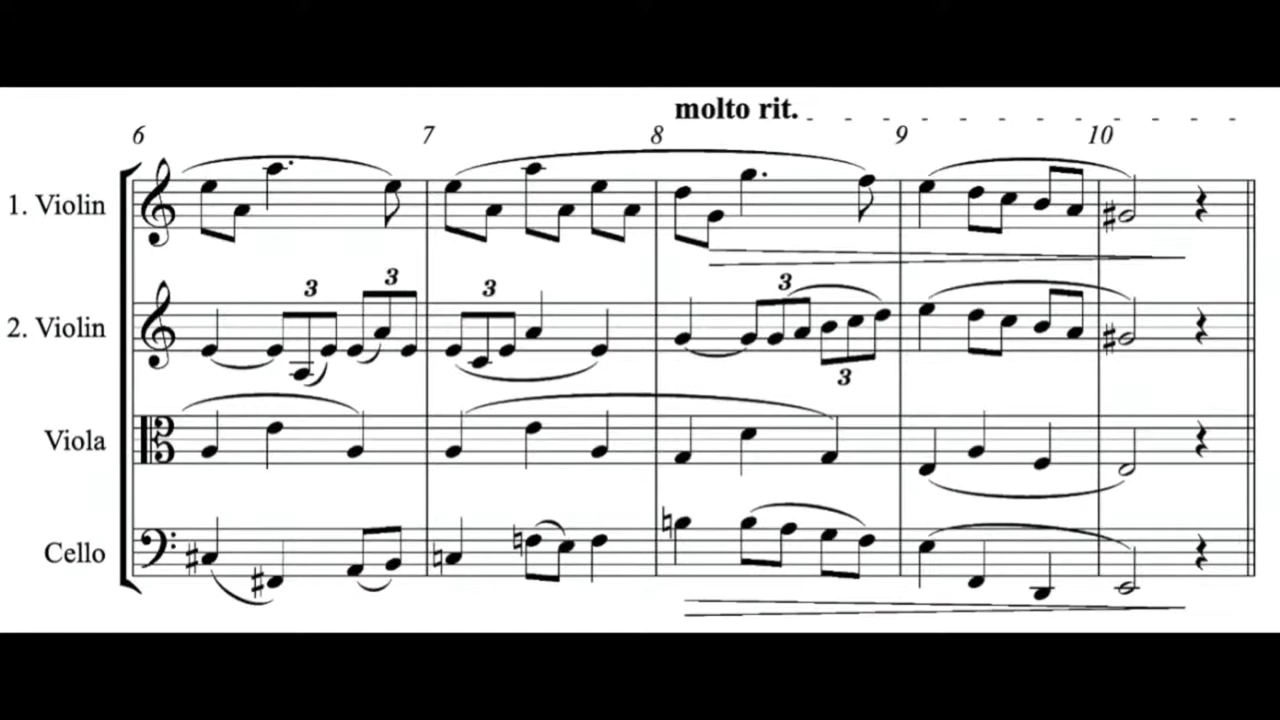 molto rit.
6 7 8 9 10
1. Violin
3 3 3 3
2. Violin
3
Viola
Cello